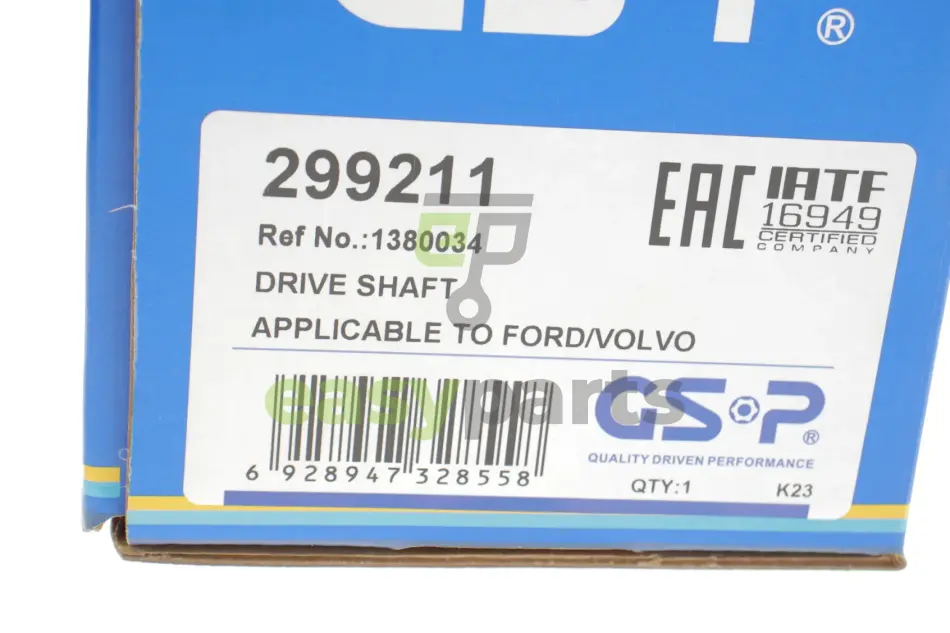 GSP®
299211
Ref No.:1380034
DRIVE SHAFT
APPLICABLE TO FORD/VOLVO
EAC
IATF
16949
CERTIFIED
COMPANY
easyparts
6 928947 328558
GSP®
QUALITY DRIVEN PERFORMANCE
QTY:1
K23